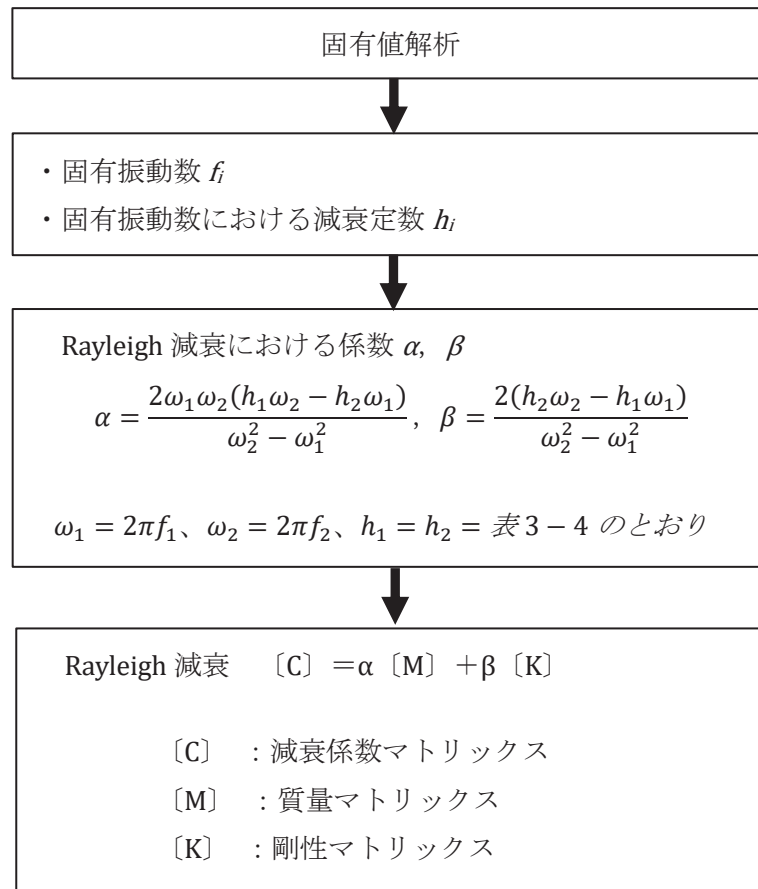 固有値解析
・固有振動数 fᵢ
・固有振動数における減衰定数 hᵢ
Rayleigh 減衰における係数 α, β
α = 2ω₁ω₂(h₁ω₂ − h₂ω₁) / (ω₂² − ω₁²), β = 2(h₂ω₂ − h₁ω₁) / (ω₂² − ω₁²)
ω₁ = 2πf₁、ω₂ = 2πf₂、h₁ = h₂ = 表 3 − 4 のとおり
Rayleigh 減衰 〔C〕＝α〔M〕＋β〔K〕
〔C〕 ：減衰係数マトリックス
〔M〕 ：質量マトリックス
〔K〕 ：剛性マトリックス